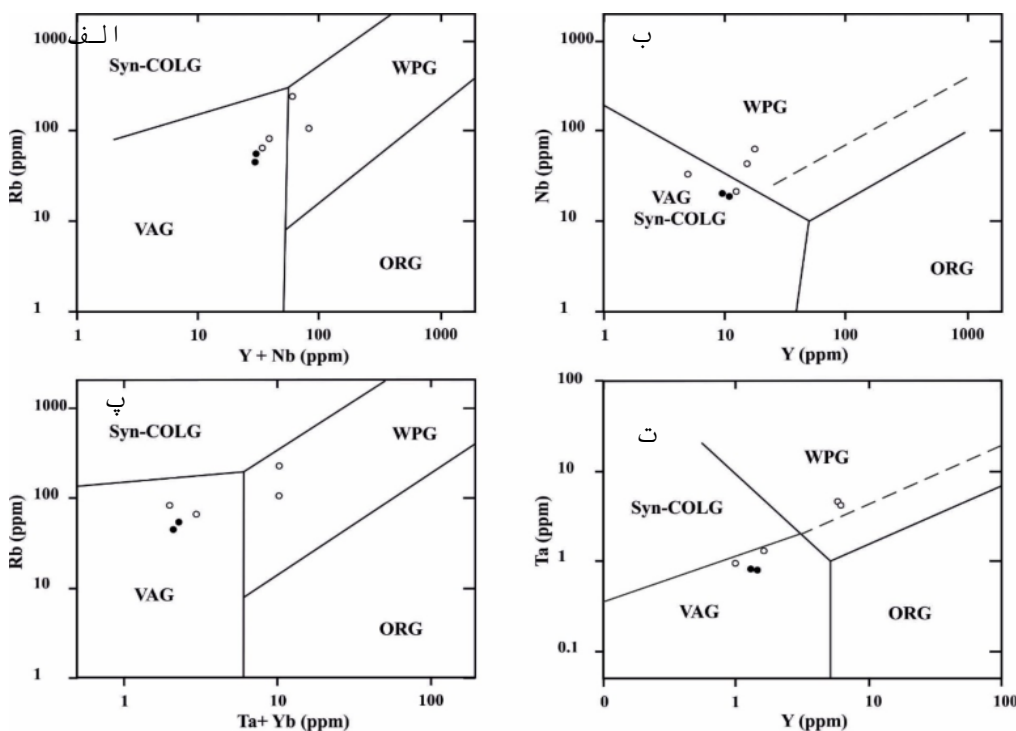 الف
1000
100
10
1
Rb (ppm)
Syn-COLG
WPG
VAG
ORG
1
10
100
1000
Y + Nb (ppm)
ب
1000
100
10
1
Nb (ppm)
WPG
VAG
Syn-COLG
ORG
1
10
100
1000
Y (ppm)
پ
1000
100
10
1
Rb (ppm)
Syn-COLG
WPG
VAG
ORG
1
10
100
Ta+ Yb (ppm)
ت
100
10
1
0.1
Ta (ppm)
WPG
Syn-COLG
VAG
ORG
0
1
10
100
Y (ppm)